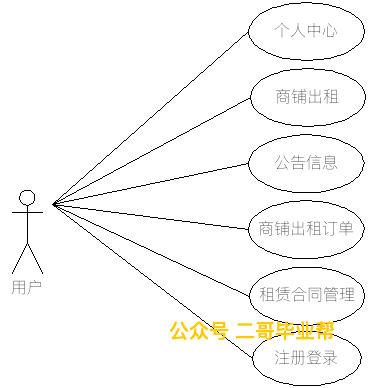 个人中心
商铺出租
公告信息
商铺出租订单
用户
租赁合同管理
公众号 二哥毕业帮
注册登录